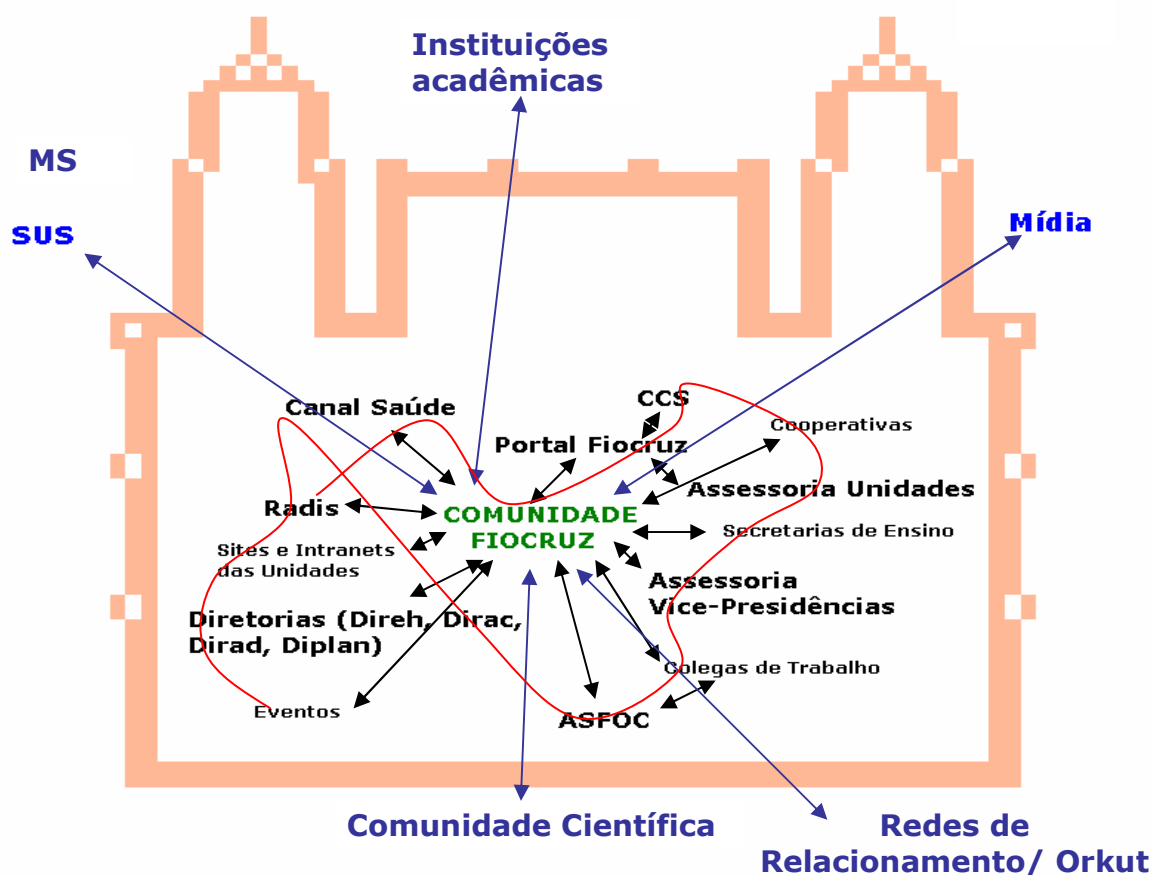 Instituições
acadêmicas
MS
SUS
Mídia
Canal Saúde
CCS
Cooperativas
Portal Fiocruz
Assessoria Unidades
Radis
COMUNIDADE
FIOCRUZ
Secretarias de Ensino
Sites e Intranets
das Unidades
Assessoria
Vice-Presidências
Diretorias (Direh, Dirac,
Dirad, Diplan)
Colegas de Trabalho
Eventos
ASFOC
Comunidade Científica
Redes de
Relacionamento/ Orkut